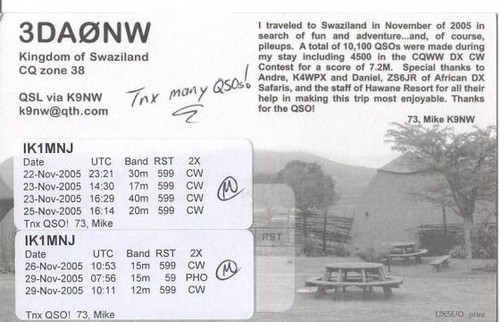 3DAØNW
Kingdom of Swaziland
CQ zone 38
QSL via K9NW
k9nw@qth.com
Tnx many QSOs!
I traveled to Swaziland in November of 2005 in
search of fun and adventure...and, of course,
pileups. A total of 10,100 QSOs were made during
my stay including 4500 in the CQWW DX CW
Contest for a score of 7.2M. Special thanks to
Andre, K4WPX and Daniel, ZS6JR of African DX
Safaris, and the staff of Hawane Resort for all their
help in making this trip most enjoyable. Thanks
for the QSO!
73, Mike K9NW
IK1MNJ
Date UTC Band RST 2X
22-Nov-2005 23:21 30m 599 CW
23-Nov-2005 14:30 17m 599 CW
23-Nov-2005 16:29 40m 599 CW
25-Nov-2005 16:14 20m 599 CW
Tnx QSO! 73, Mike
M
RST
IK1MNJ
Date UTC Band RST 2X
26-Nov-2005 10:53 15m 599 CW
29-Nov-2005 07:56 15m 59 PHO
29-Nov-2005 10:11 12m 599 CW
Tnx QSO! 73, Mike
M
UX5UO print